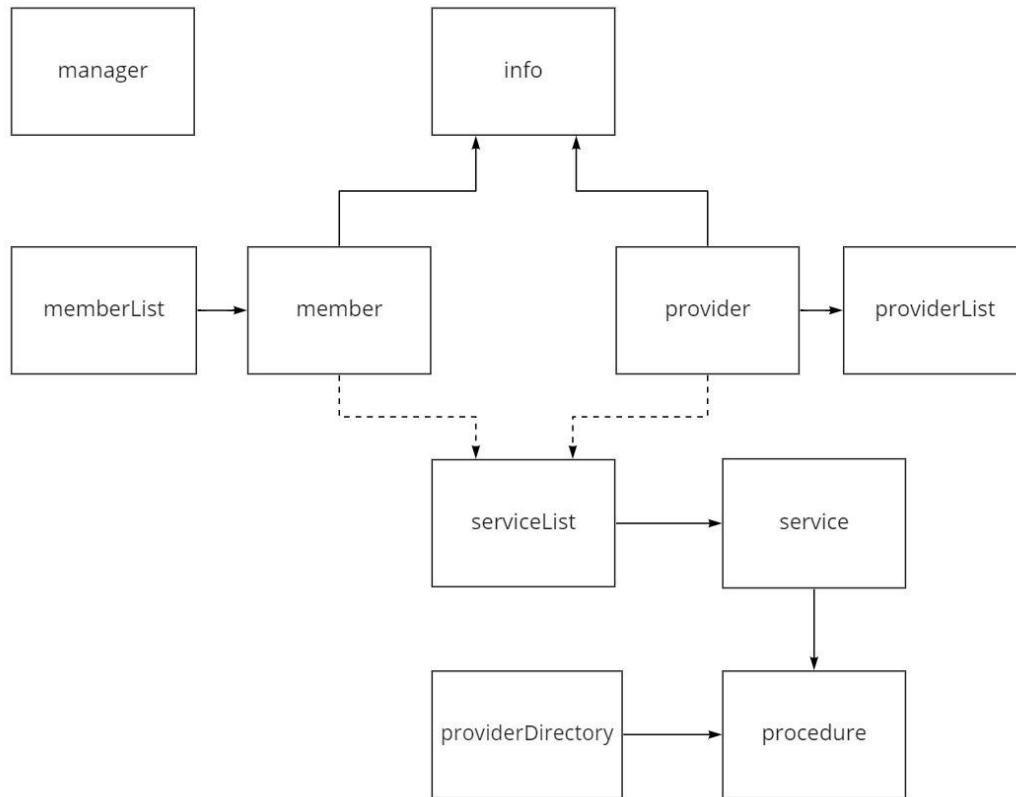 manager
info
memberList
member
provider
providerList
serviceList
service
providerDirectory
procedure